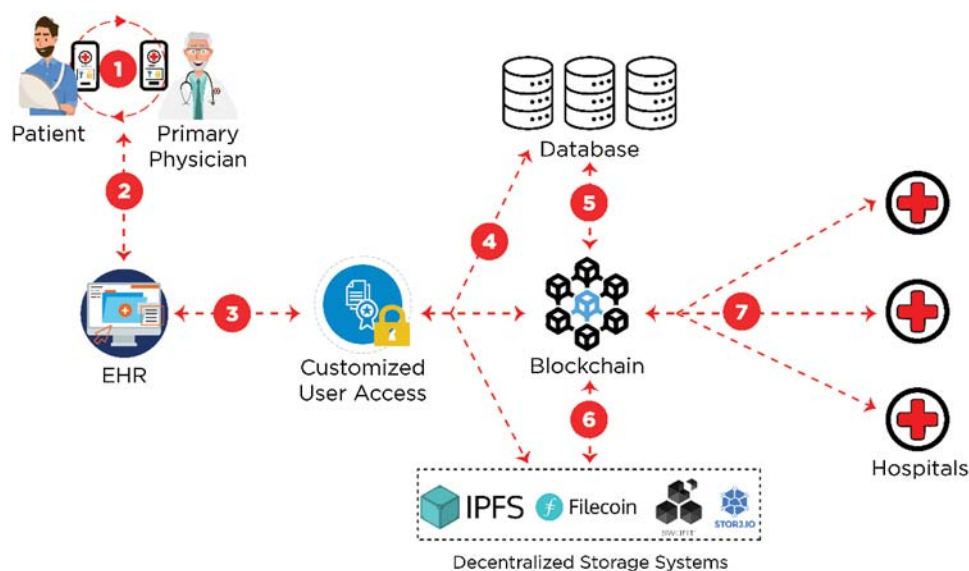 1
Patient
Primary
Physician
2
EHR
3
Customized
User Access
4
Database
5
Blockchain
6
7
Hospitals
IPFS
Filecoin
STORJ.IO
Decentralized Storage Systems